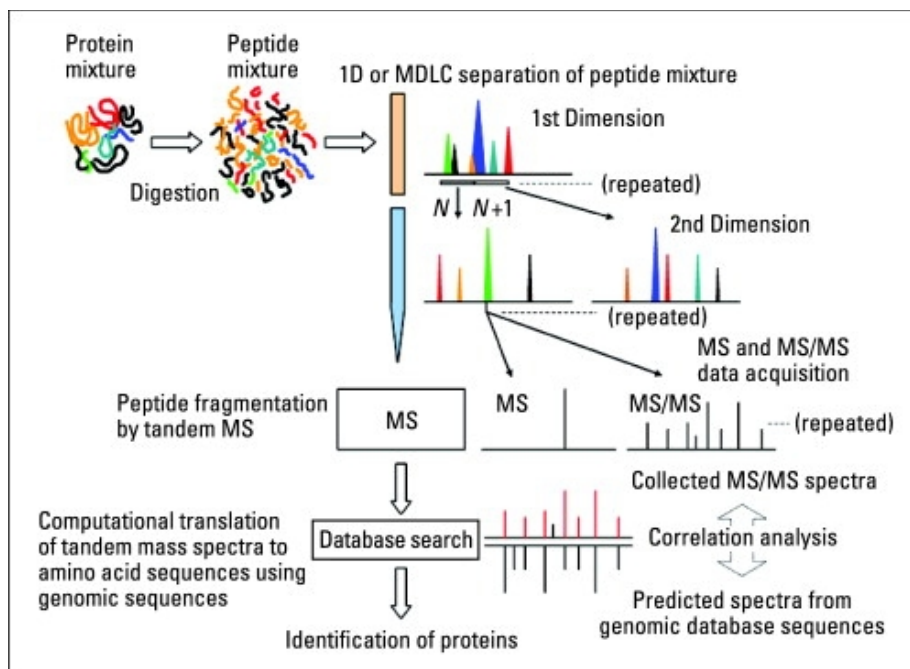 Protein
mixture
Peptide
mixture
1D or MDLC separation of peptide mixture
1st Dimension
Digestion
(repeated)
N
N+1
2nd Dimension
(repeated)
MS and MS/MS
data acquisition
Peptide fragmentation
by tandem MS
MS
MS
MS/MS
(repeated)
Collected MS/MS spectra
Computational translation
of tandem mass spectra to
amino acid sequences using
genomic sequences
Database search
Correlation analysis
Predicted spectra from
genomic database sequences
Identification of proteins